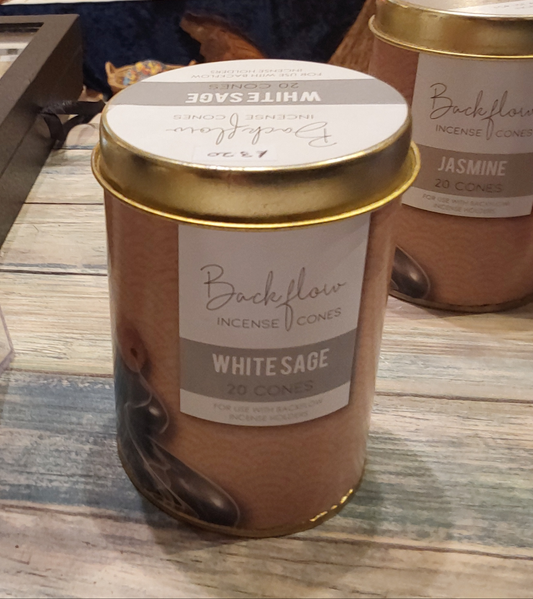 FOR USE WITH BACKFLOW
INCENSE HOLDERS
20 CONES
WHITE SAGE
INCENSE CONES
Backflow
£3.20
Backflow
INCENSE CONES
WHITE SAGE
20 CONES
FOR USE WITH BACKFLOW
INCENSE HOLDERS
Backflow
INCENSE CONES
JASMINE
20 CONES
FOR USE WITH BACKFLOW
INCENSE HOLDERS